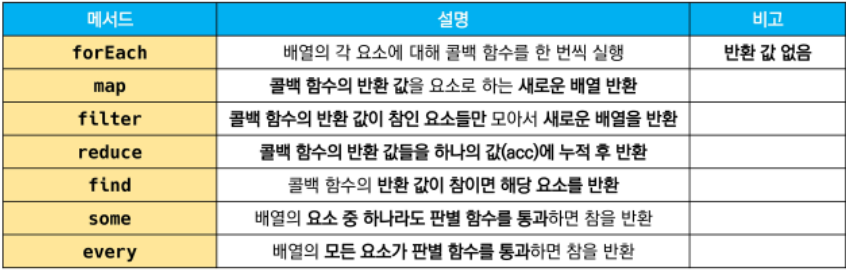 메서드 설명 비고
forEach 배열의 각 요소에 대해 콜백 함수를 한 번씩 실행 반환 값 없음
map 콜백 함수의 반환 값을 요소로 하는 새로운 배열 반환
filter 콜백 함수의 반환 값이 참인 요소들만 모아서 새로운 배열을 반환
reduce 콜백 함수의 반환 값들을 하나의 값(acc)에 누적 후 반환
find 콜백 함수의 반환 값이 참이면 해당 요소를 반환
some 배열의 요소 중 하나라도 판별 함수를 통과하면 참을 반환
every 배열의 모든 요소가 판별 함수를 통과하면 참을 반환